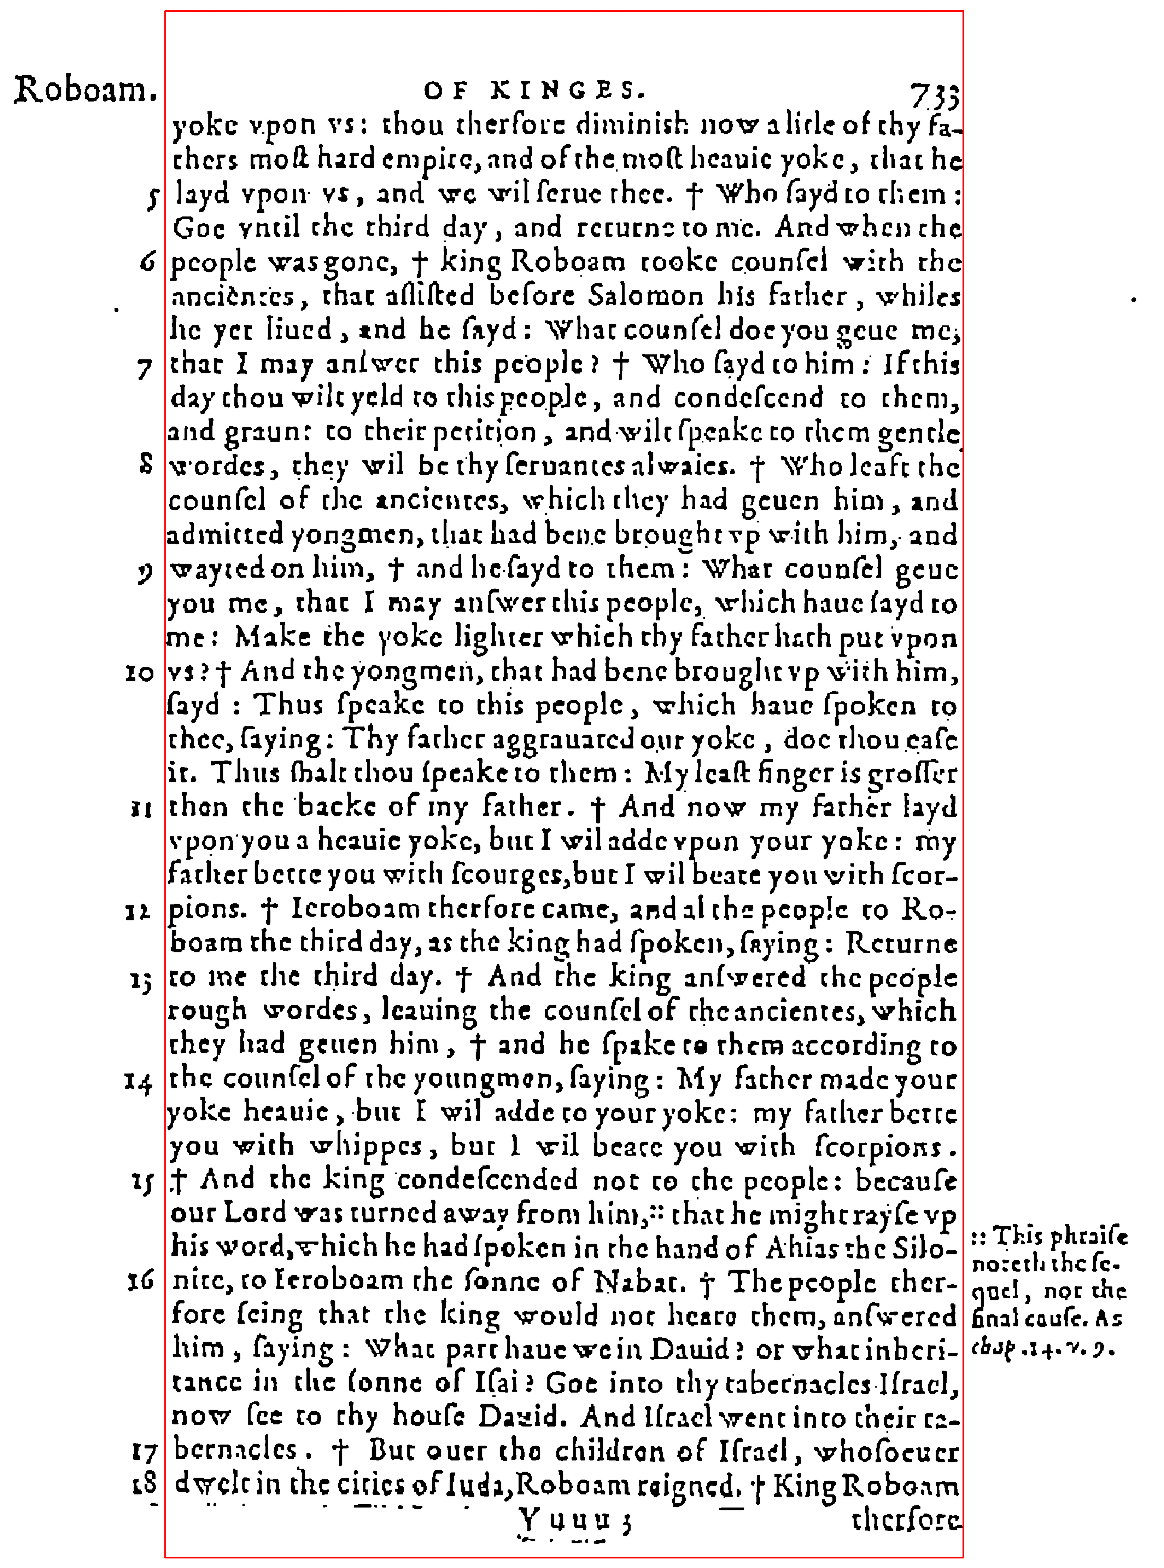 Roboam. OF KINGES. 733
yoke vpon vs: thou therfore diminish now a litle of thy fa-
thers moſt hard empire, and of the moſt heauie yoke, that he
5 layd vpon vs, and we wil ſerue thee. † Who ſayd to them:
Goe vntil the third day, and returne to me. And when the
6 people was gone, † king Roboam tooke counſel with the
ancientes, that aſſiſted before Salomon his father, whiles
he yet liued, and he ſayd: What counſel doe you geue me,
7 that I may anſwer this people? † Who ſayd to him: If this
day thou wilt yeld to this people, and condeſcend to them,
and graunt to their petition, and wilt ſpeake to them gentle
8 wordes, they wil be thy ſeruantes alwaies. † Who leaft the
counſel of the ancientes, which they had geuen him, and
admitted yongmen, that had bene brought vp with him, and
9 wayted on him, † and he ſayd to them: What counſel geue
you me, that I may anſwer this people, which haue ſayd to
me: Make the yoke lighter which thy father hath put vpon
10 vs? † And the yongmen, that had bene brought vp with him,
ſayd : Thus ſpeake to this people, which haue ſpoken to
thee, ſaying: Thy father aggrauated our yoke, doe thou eaſe
it. Thus ſhalt thou ſpeake to them: My leaſt finger is groſſer
11 then the backe of my father. † And now my father layd
vpon you a heauie yoke, but I wil adde vpon your yoke: my
father bette you with ſcourges, but I wil beate you with ſcor-
12 pions. † Ieroboam therfore came, and al the people to Ro-
boam the third day, as the king had ſpoken, ſaying: Returne
13 to me the third day. † And the king anſwered the people
rough wordes, leauing the counſel of the ancientes, which
they had geuen him, † and he ſpake to them according to
14 the counſel of the youngmen, ſaying: My father made your
yoke heauie, but I wil adde to your yoke: my father bette
you with whippes, but I wil beate you with ſcorpions.
15 † And the king condeſcended not to the people: becauſe
our Lord was turned away from him, :: that he might rayſe vp
his word, which he had ſpoken in the hand of Ahias the Silo-
16 nite, to Ieroboam the ſonne of Nabat. † The people ther-
fore ſeing that the king would not heare them, anſwered
him, ſaying: What part haue we in Dauid? or what inheri-
tance in the ſonne of Iſai? Goe into thy tabernacles Iſrael,
now ſee to thy houſe Dauid. And Iſrael went into their ta-
17 bernacles. † But ouer the children of Iſrael, whoſoeuer
18 dwelt in the cities of Iuda, Roboam reigned. † King Roboam
Yuuu 3 therfore
:: This phraiſe
noteth the ſe-
quel, not the
final cauſe. As
chap. 14. v. 9.